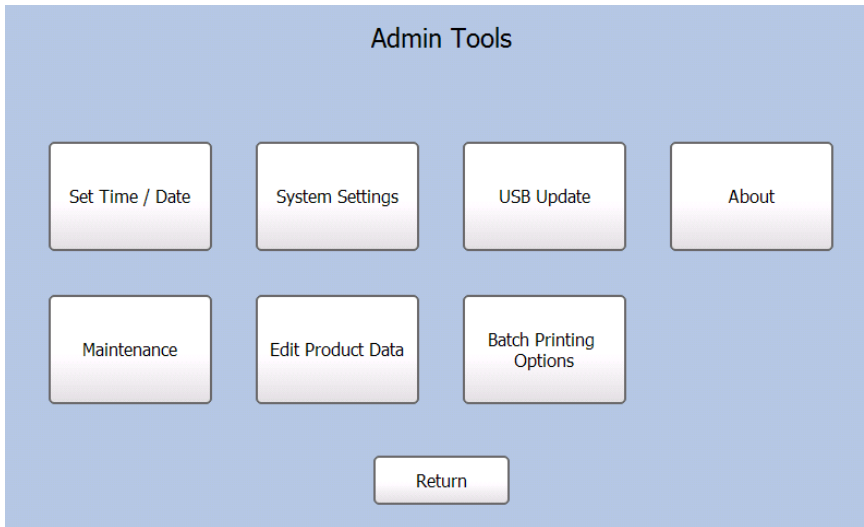 Admin Tools
Set Time / Date
System Settings
USB Update
About
Maintenance
Edit Product Data
Batch Printing
Options
Return